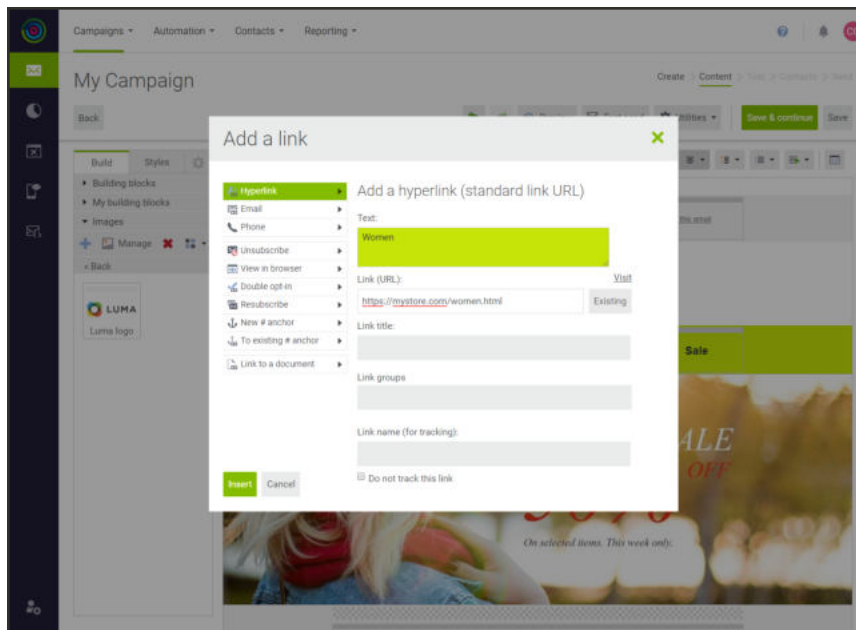 Campaigns
Automation
Contacts
Reporting
My Campaign
Create
Content
Back
Utilities
Save & continue
Save
Build
Styles
Building blocks
My building blocks
Images
Manage
< Back
LUMA
Luma logo
Add a link
Hyperlink
Email
Phone
Unsubscribe
View in browser
Double opt-in
Resubscribe
New # anchor
To existing # anchor
Link to a document
Add a hyperlink (standard link URL)
Text:
Women
Link (URL):
Visit
https://mystore.com/women.html
Existing
Link title:
Link groups
Link name (for tracking):
Do not track this link
Insert
Cancel
Sale
ALE
OFF
On selected items. This week only.